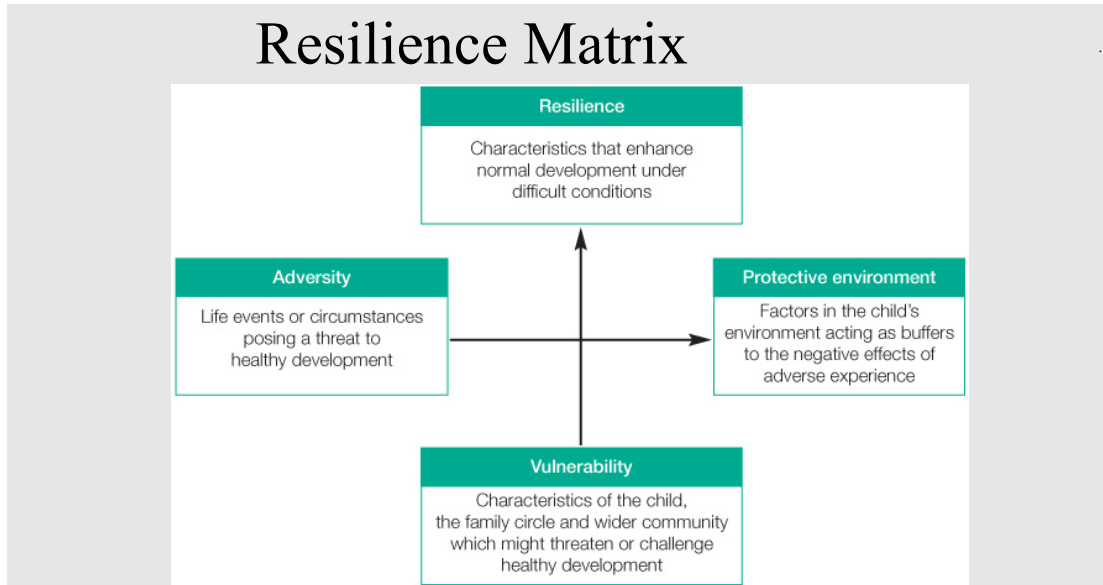 Resilience Matrix
Resilience
Characteristics that enhance
normal development under
difficult conditions
Adversity
Life events or circumstances
posing a threat to
healthy development
Protective environment
Factors in the child's
environment acting as buffers
to the negative effects of
adverse experience
Vulnerability
Characteristics of the child,
the family circle and wider community
which might threaten or challenge
healthy development